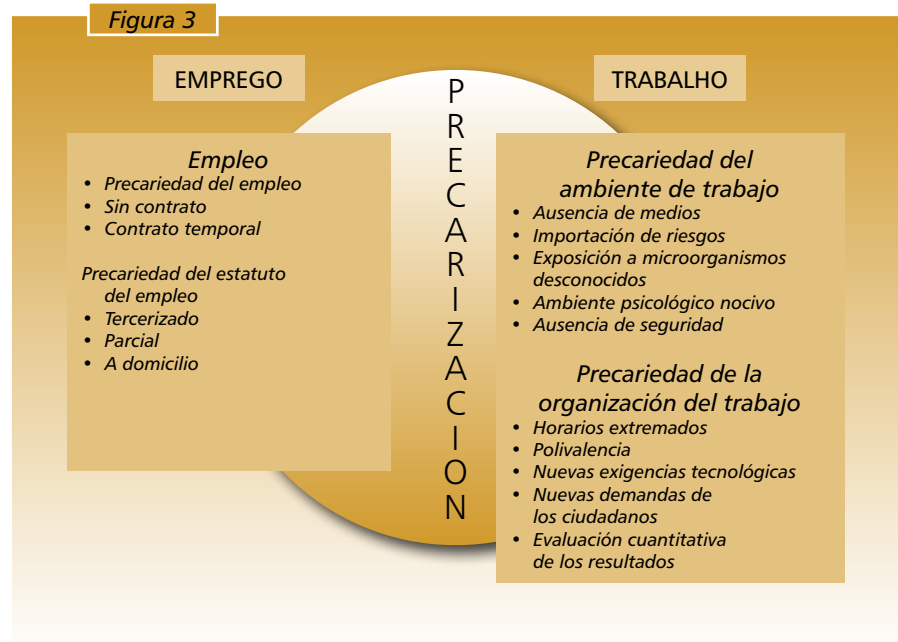 Figura 3
EMPREGO
Empleo
• Precariedad del empleo
• Sin contrato
• Contrato temporal
Precariedad del estatuto
del empleo
• Tercerizado
• Parcial
• A domicilio
PRECARIZACION
TRABALHO
Precariedad del
ambiente de trabajo
• Ausencia de medios
• Importación de riesgos
• Exposición a microorganismos
desconocidos
• Ambiente psicológico nocivo
• Ausencia de seguridad
Precariedad de la
organización del trabajo
• Horarios extremados
• Polivalencia
• Nuevas exigencias tecnológicas
• Nuevas demandas de
los ciudadanos
• Evaluación cuantitativa
de los resultados